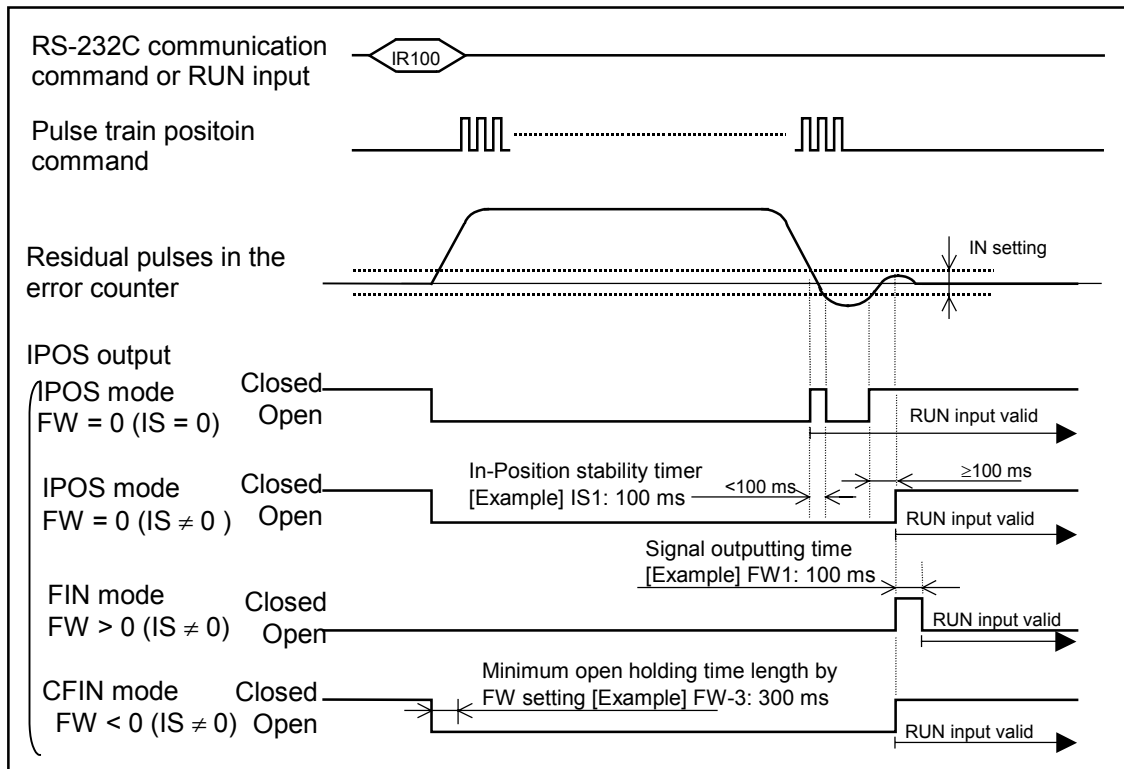 RS-232C communication
command or RUN input
IR100
Pulse train positoin
command
Residual pulses in the
error counter
IN setting
IPOS output
IPOS mode
FW = 0 (IS = 0)
Closed
Open
RUN input valid
IPOS mode
FW = 0 (IS ≠ 0 )
Closed
Open
In-Position stability timer
[Example] IS1: 100 ms
<100 ms
≥100 ms
RUN input valid
Signal outputting time
[Example] FW1: 100 ms
FIN mode
FW > 0 (IS ≠ 0)
Closed
Open
RUN input valid
CFIN mode
FW < 0 (IS ≠ 0)
Closed
Open
Minimum open holding time length by
FW setting [Example] FW-3: 300 ms
RUN input valid